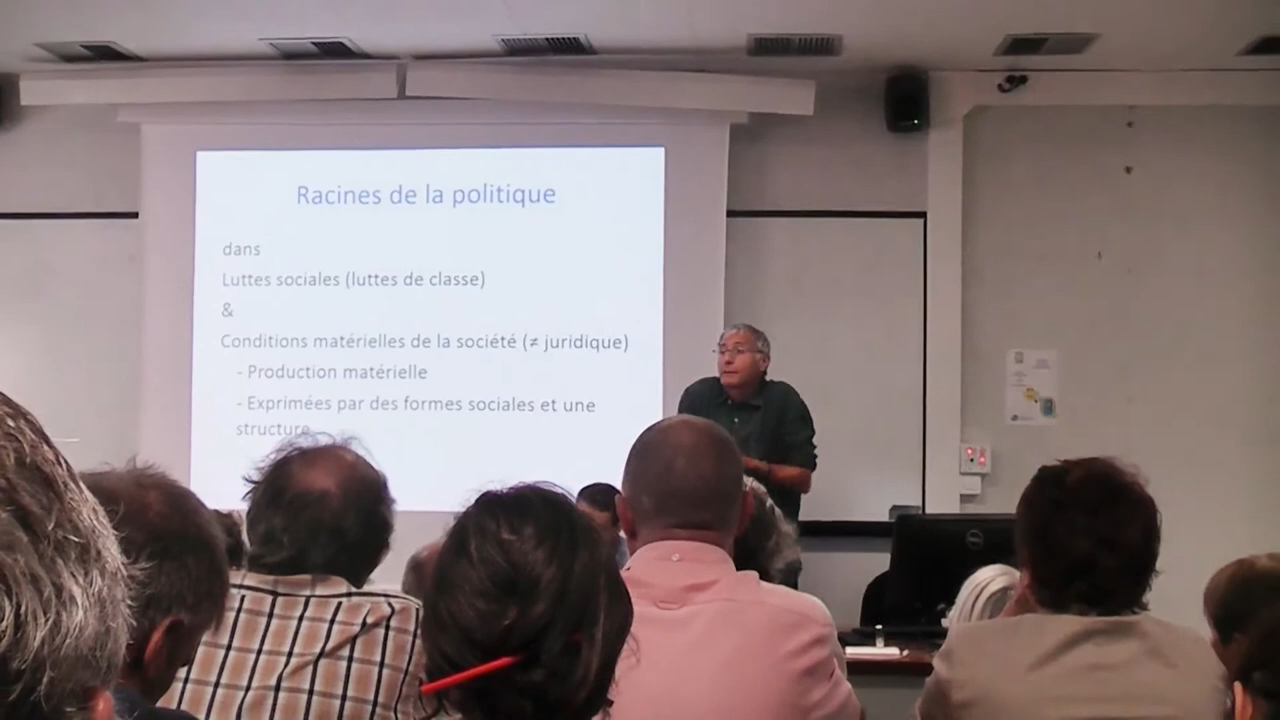 Racines de la politique
dans
Luttes sociales (luttes de classe)
&
Conditions matérielles de la société (≠ juridique)
- Production matérielle
- Exprimées par des formes sociales et une
structure
DELL